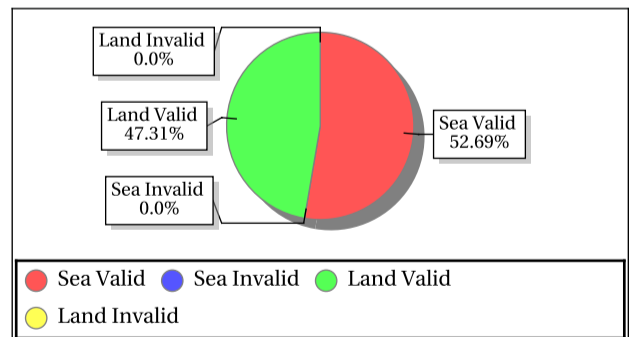 Land Invalid
0.0%
Land Valid
47.31%
Sea Valid
52.69%
Sea Invalid
0.0%
Sea Valid Sea Invalid Land Valid
Land Invalid